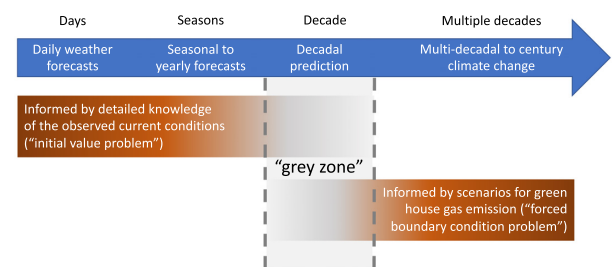 Days Seasons Decade Multiple decades
Daily weather forecasts
Seasonal to yearly forecasts
Decadal prediction
Multi-decadal to century climate change
Informed by detailed knowledge
of the observed current conditions
("initial value problem")
"grey zone"
Informed by scenarios for green
house gas emission ("forced
boundary condition problem")